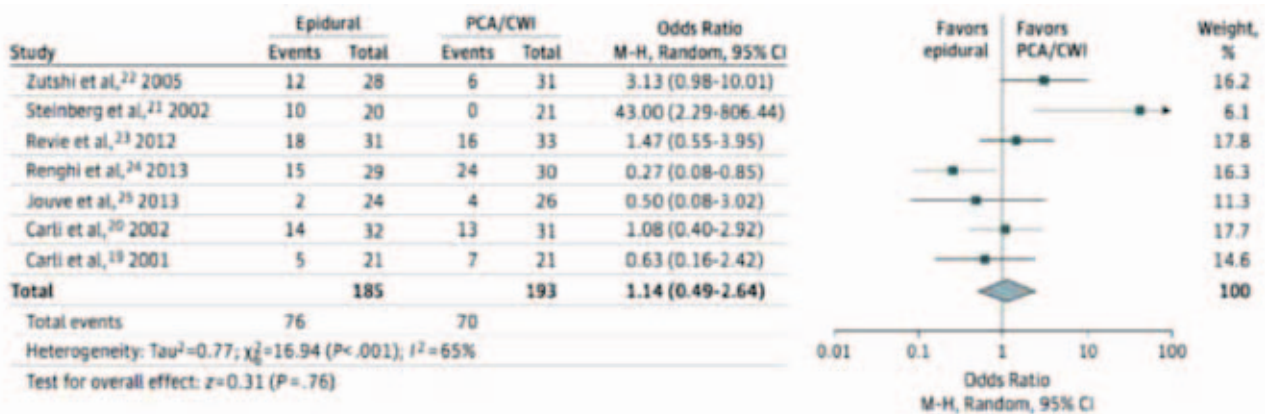 Epidural PCA/CWI Odds Ratio Favors Favors Weight,
Study Events Total Events Total M-H, Random, 95% CI epidural PCA/CWI %
Zutshi et al,22 2005 12 28 6 31 3.13 (0.98-10.01) 16.2
Steinberg et al,21 2002 10 20 0 21 43.00 (2.29-806.44) 6.1
Revie et al,23 2012 18 31 16 33 1.47 (0.55-3.95) 17.8
Renghi et al,24 2013 15 29 24 30 0.27 (0.08-0.85) 16.3
Jouve et al,25 2013 2 24 4 26 0.50 (0.08-3.02) 11.3
Carli et al,20 2002 14 32 13 31 1.08 (0.40-2.92) 17.7
Carli et al,19 2001 5 21 7 21 0.63 (0.16-2.42) 14.6
Total 185 193 1.14 (0.49-2.64) 100
Total events 76 70
Heterogeneity: Tau2=0.77; χ26=16.94 (P<.001); I2=65%
Test for overall effect: z=0.31 (P=.76)
0.01 0.1 1 10 100
Odds Ratio
M-H, Random, 95% CI